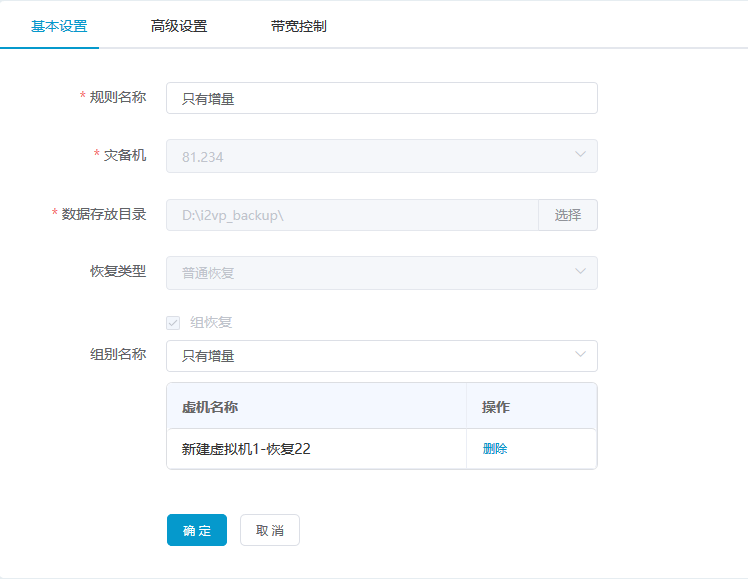 基本设置 高级设置 带宽控制
* 规则名称 只有增量
* 灾备机 81.234
* 数据存放目录 D:\i2vp_backup\ 选择
恢复类型 普通恢复
组恢复
组别名称 只有增量
虚机名称 操作
新建虚拟机1-恢复22 删除
确定 取消